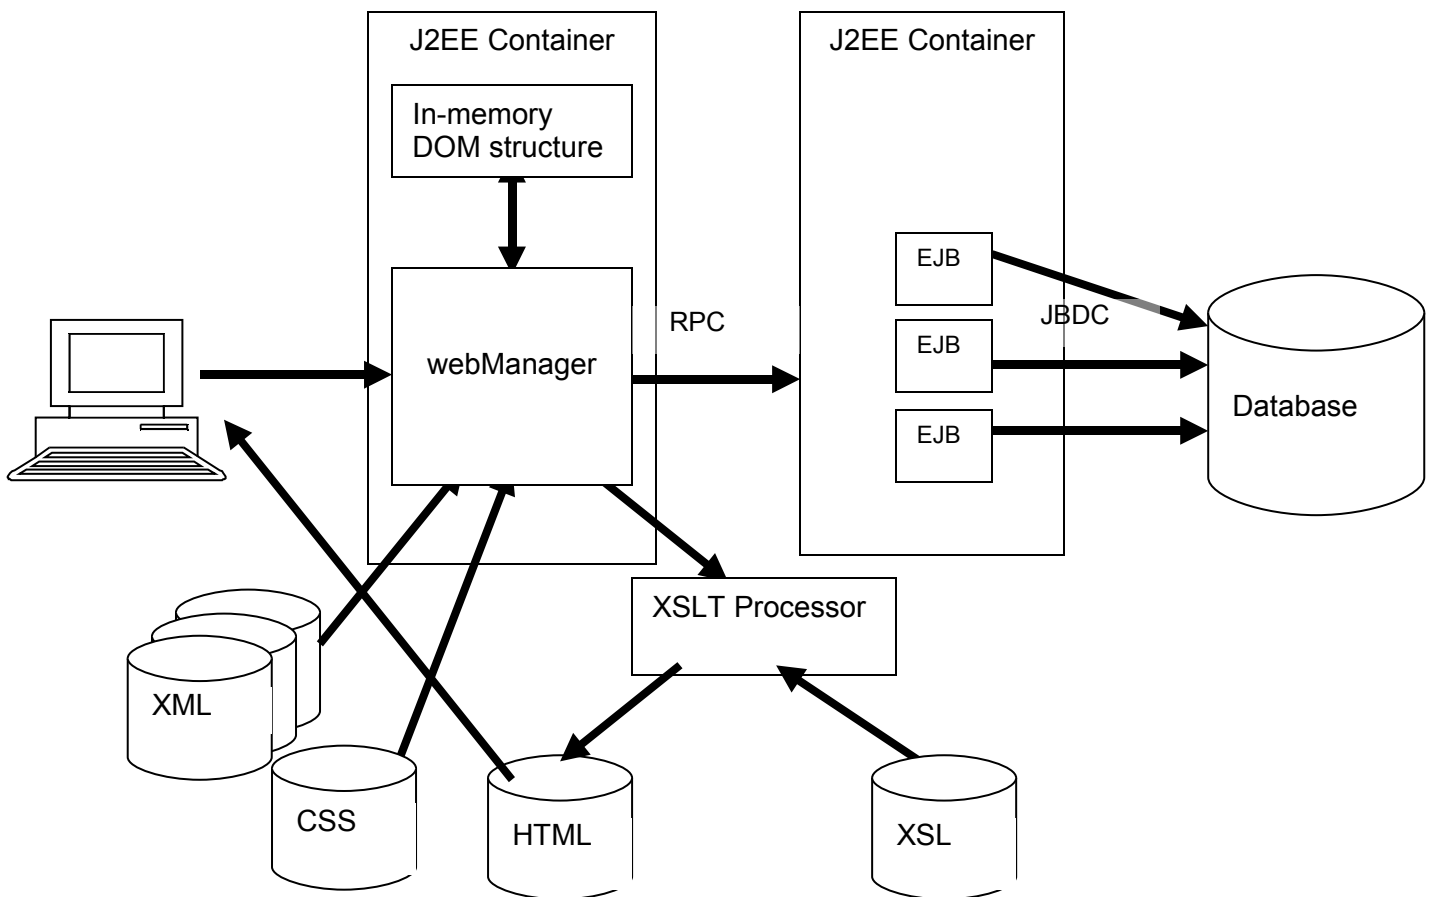 J2EE Container
J2EE Container
In-memory
DOM structure
EJB
JBDC
RPC
EJB
webManager
Database
EJB
XSLT Processor
XML
CSS
HTML
XSL